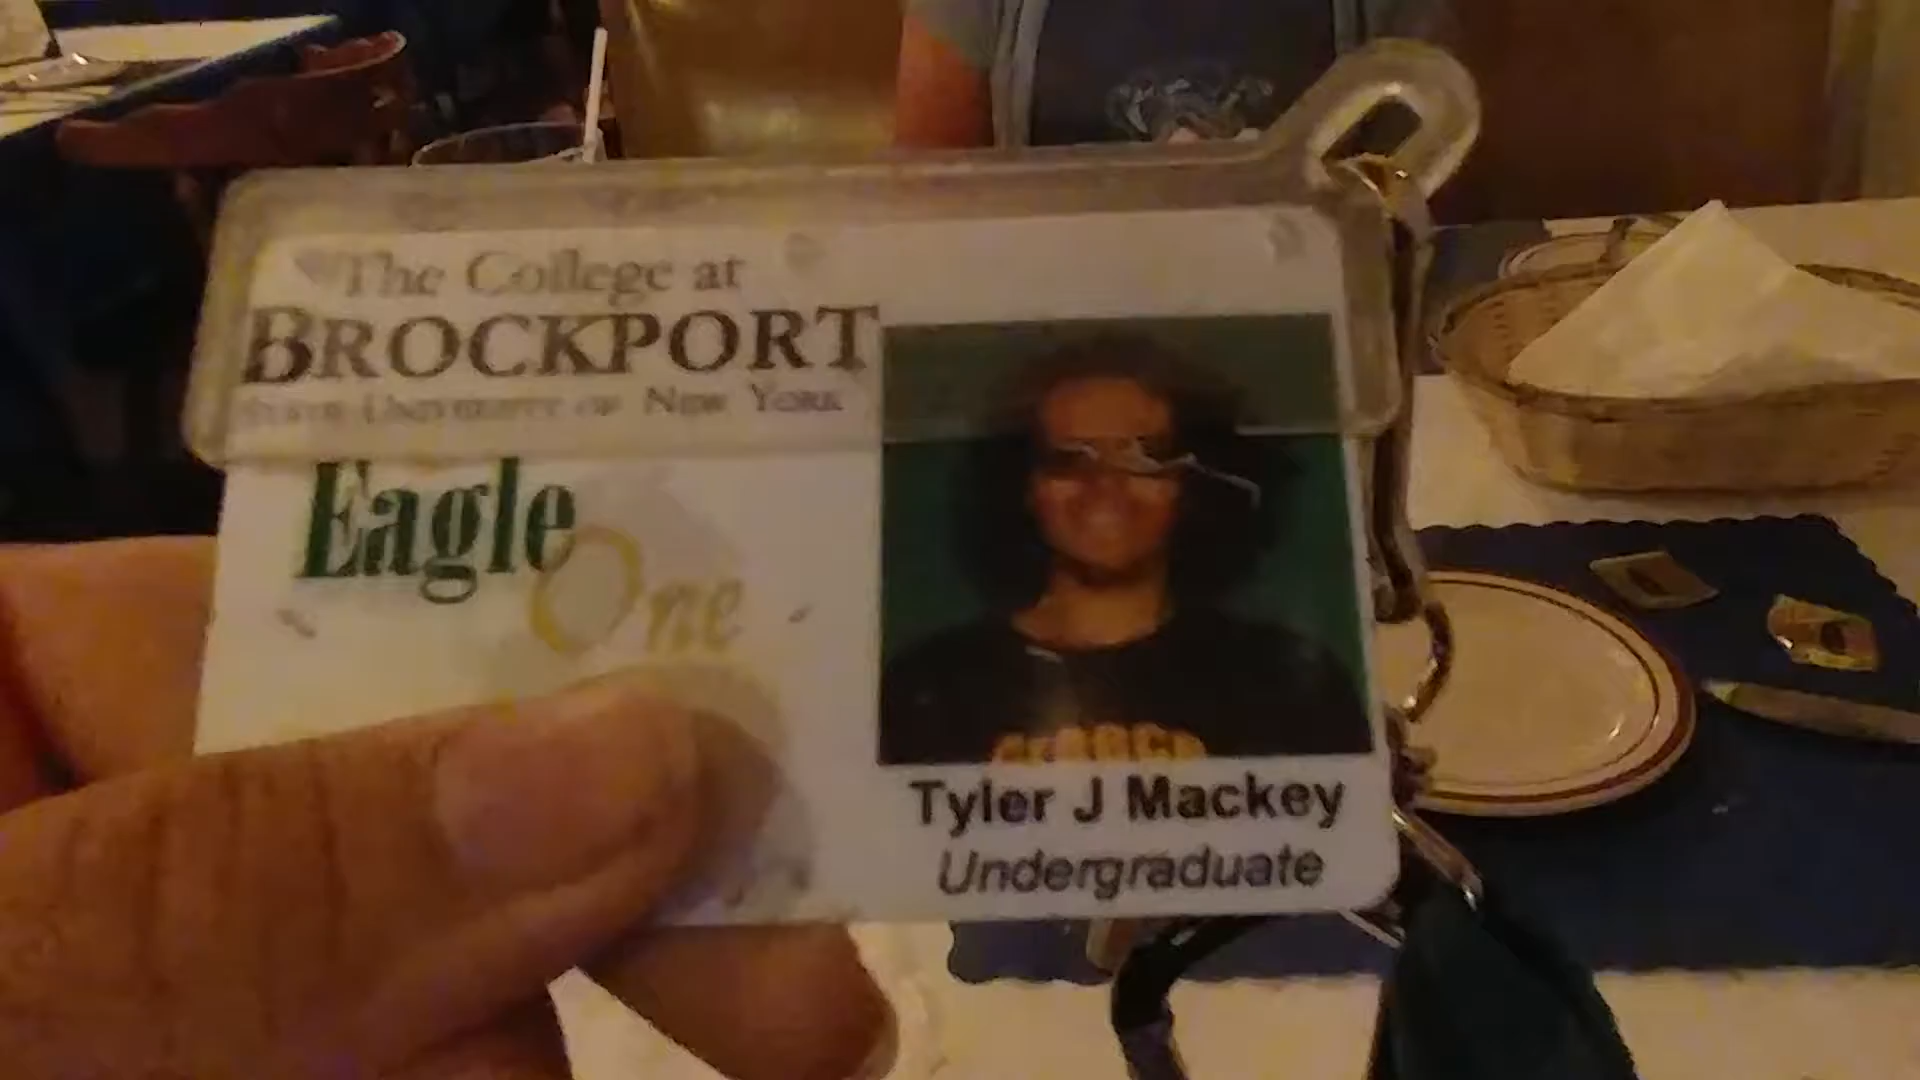 The College at
BROCKPORT
STATE UNIVERSITY OF NEW YORK
Eagle
One
Tyler J Mackey
Undergraduate